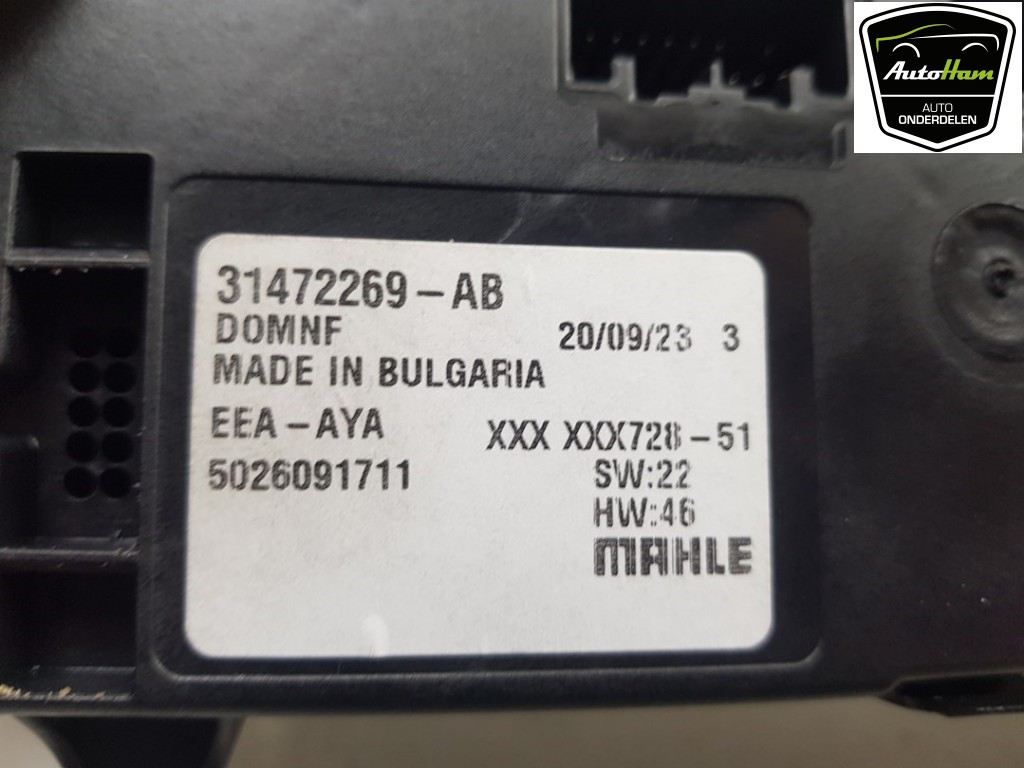 AutoHam
AUTO
ONDERDELEN
31472269-AB
DOMNF 20/09/23 3
MADE IN BULGARIA
EEA-AYA XXX XXX728-51
5026091711 SW:22
HW:46
MAHLE